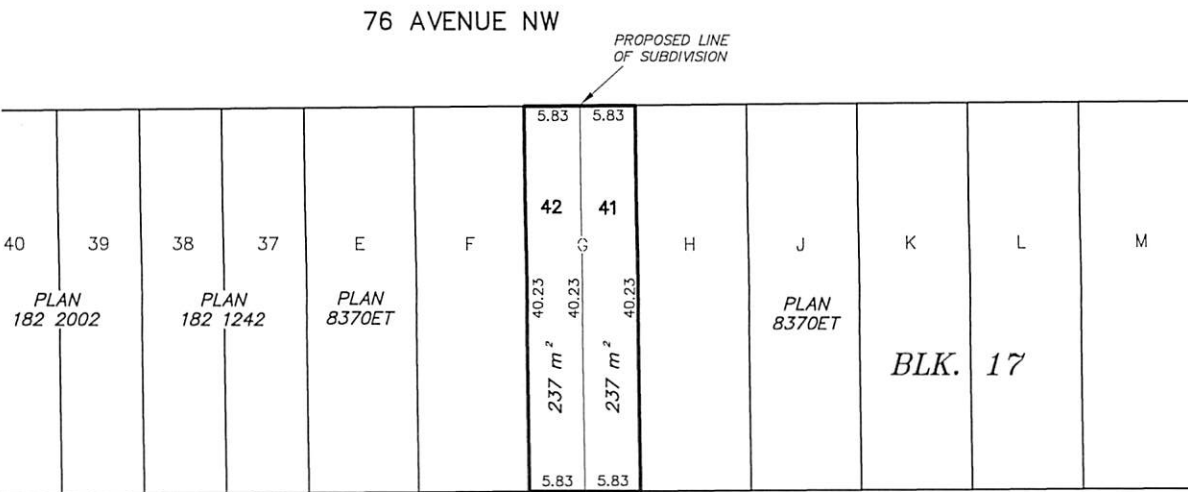 76 AVENUE NW
PROPOSED LINE
OF SUBDIVISION
5.83 5.83
42 41
40 39 38 37 E F G H J K L M
40.23 40.23 40.23
PLAN
182 2002
PLAN
182 1242
PLAN
8370ET
PLAN
8370ET
237 m²
237 m²
BLK. 17
5.83 5.83